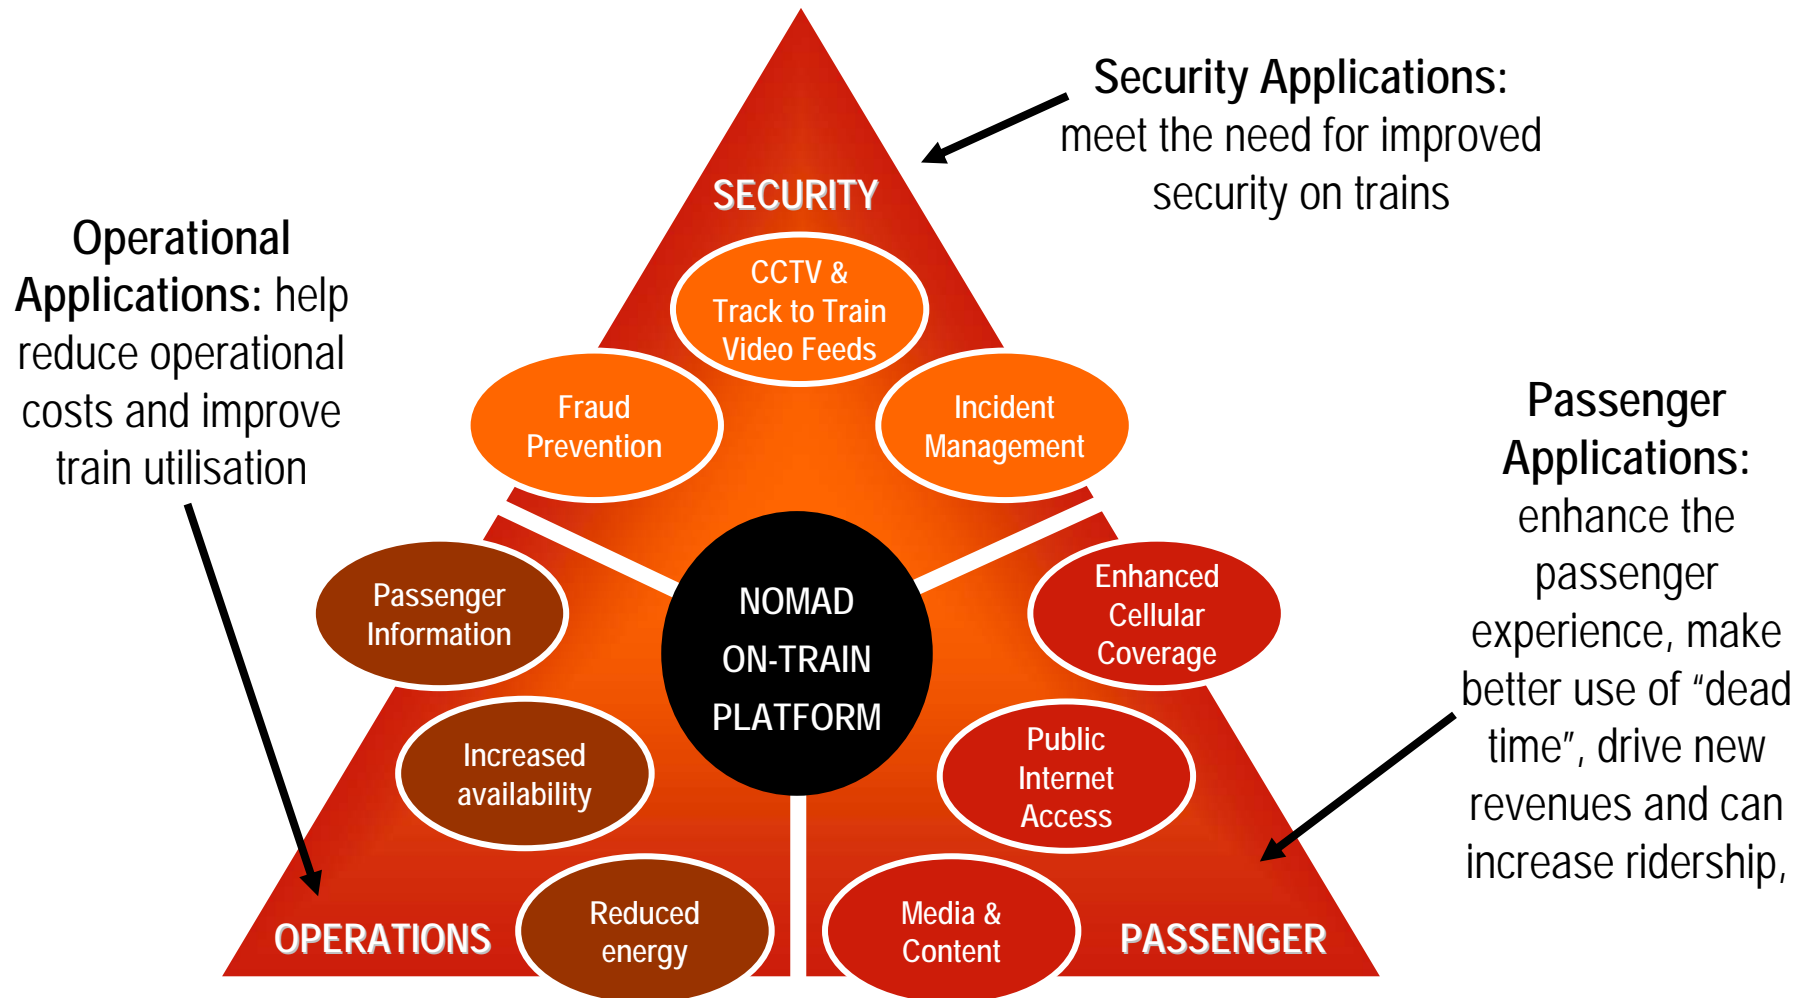 Security Applications:
meet the need for improved
security on trains
SECURITY
Operational
Applications: help
reduce operational
costs and improve
train utilisation
CCTV &
Track to Train
Video Feeds
Fraud
Prevention
Incident
Management
Passenger
Applications:
enhance the
passenger
experience, make
better use of “dead
time”, drive new
revenues and can
increase ridership,
Passenger
Information
NOMAD
ON-TRAIN
PLATFORM
Enhanced
Cellular
Coverage
Increased
availability
Public
Internet
Access
Reduced
energy
Media &
Content
OPERATIONS
PASSENGER